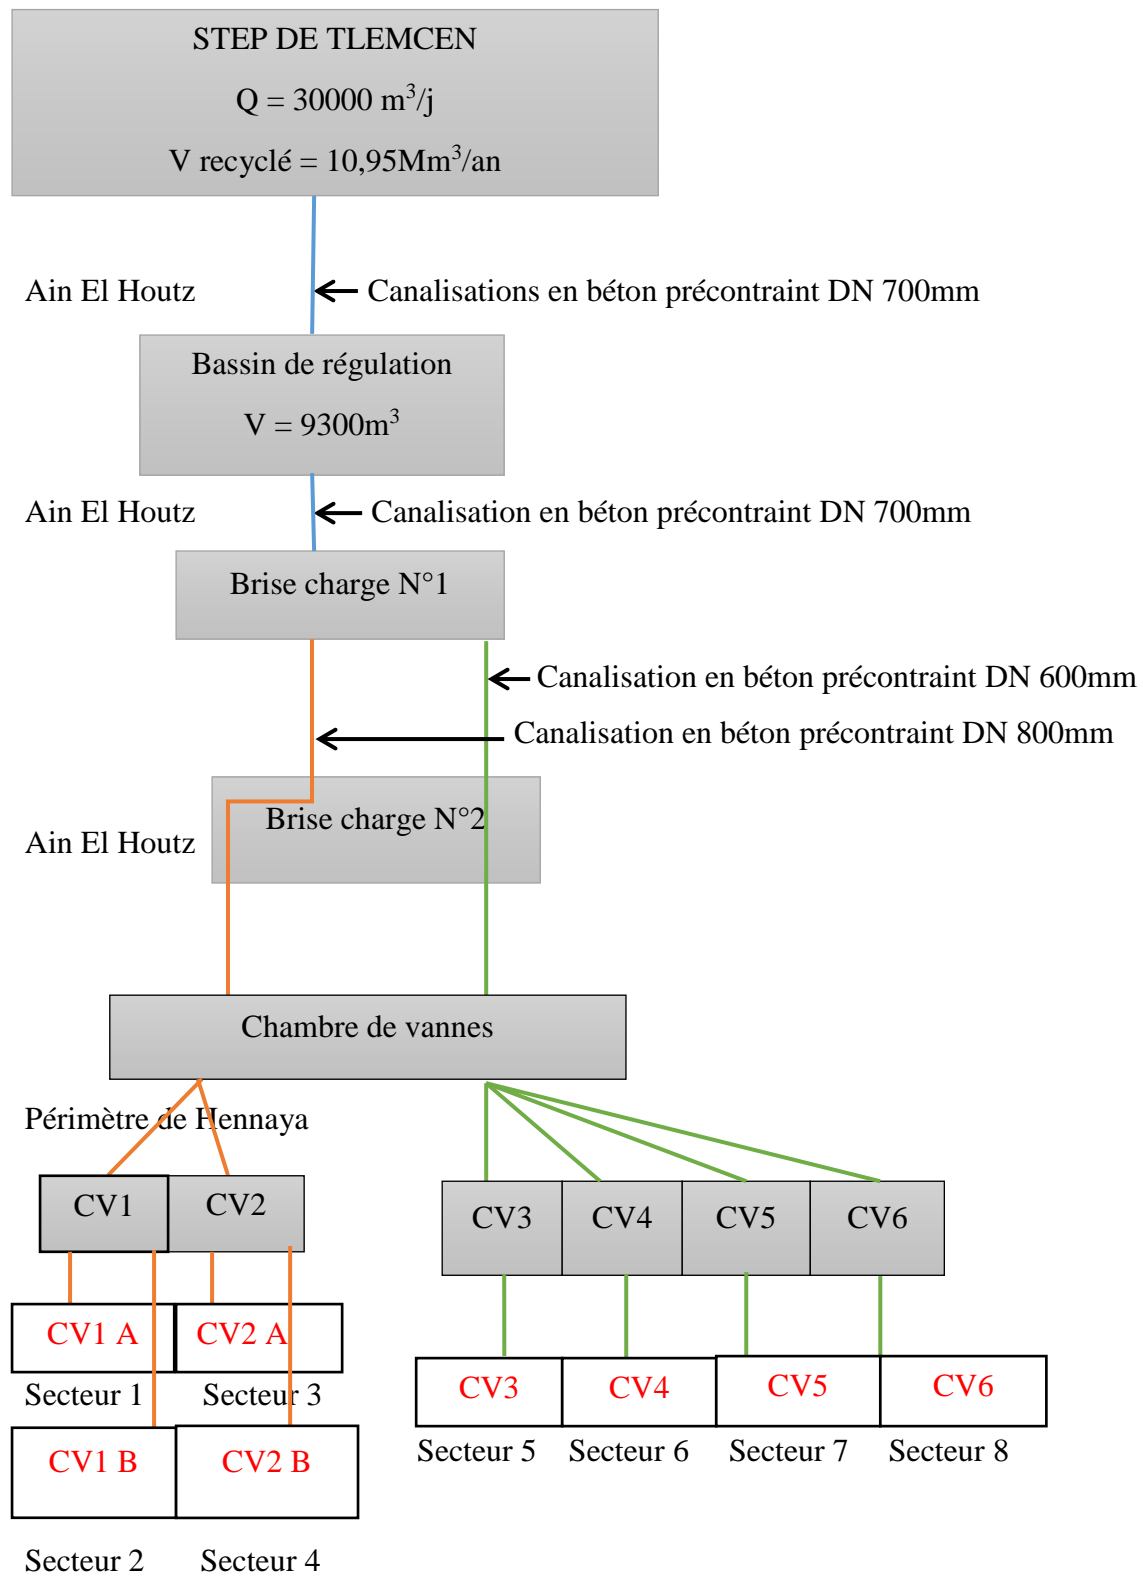 STEP DE TLEMCEN
Q = 30000 m³/j
V recyclé = 10,95Mm³/an
Ain El Houtz
Canalisations en béton précontraint DN 700mm
Bassin de régulation
V = 9300m³
Ain El Houtz
Canalisation en béton précontraint DN 700mm
Brise charge N°1
Canalisation en béton précontraint DN 600mm
Canalisation en béton précontraint DN 800mm
Brise charge N°2
Ain El Houtz
Chambre de vannes
Périmètre de Hennaya
CV1
CV2
CV3
CV4
CV5
CV6
CV1 A
CV2 A
CV3
CV4
CV5
CV6
Secteur 1
Secteur 3
Secteur 5
Secteur 6
Secteur 7
Secteur 8
CV1 B
CV2 B
Secteur 2
Secteur 4